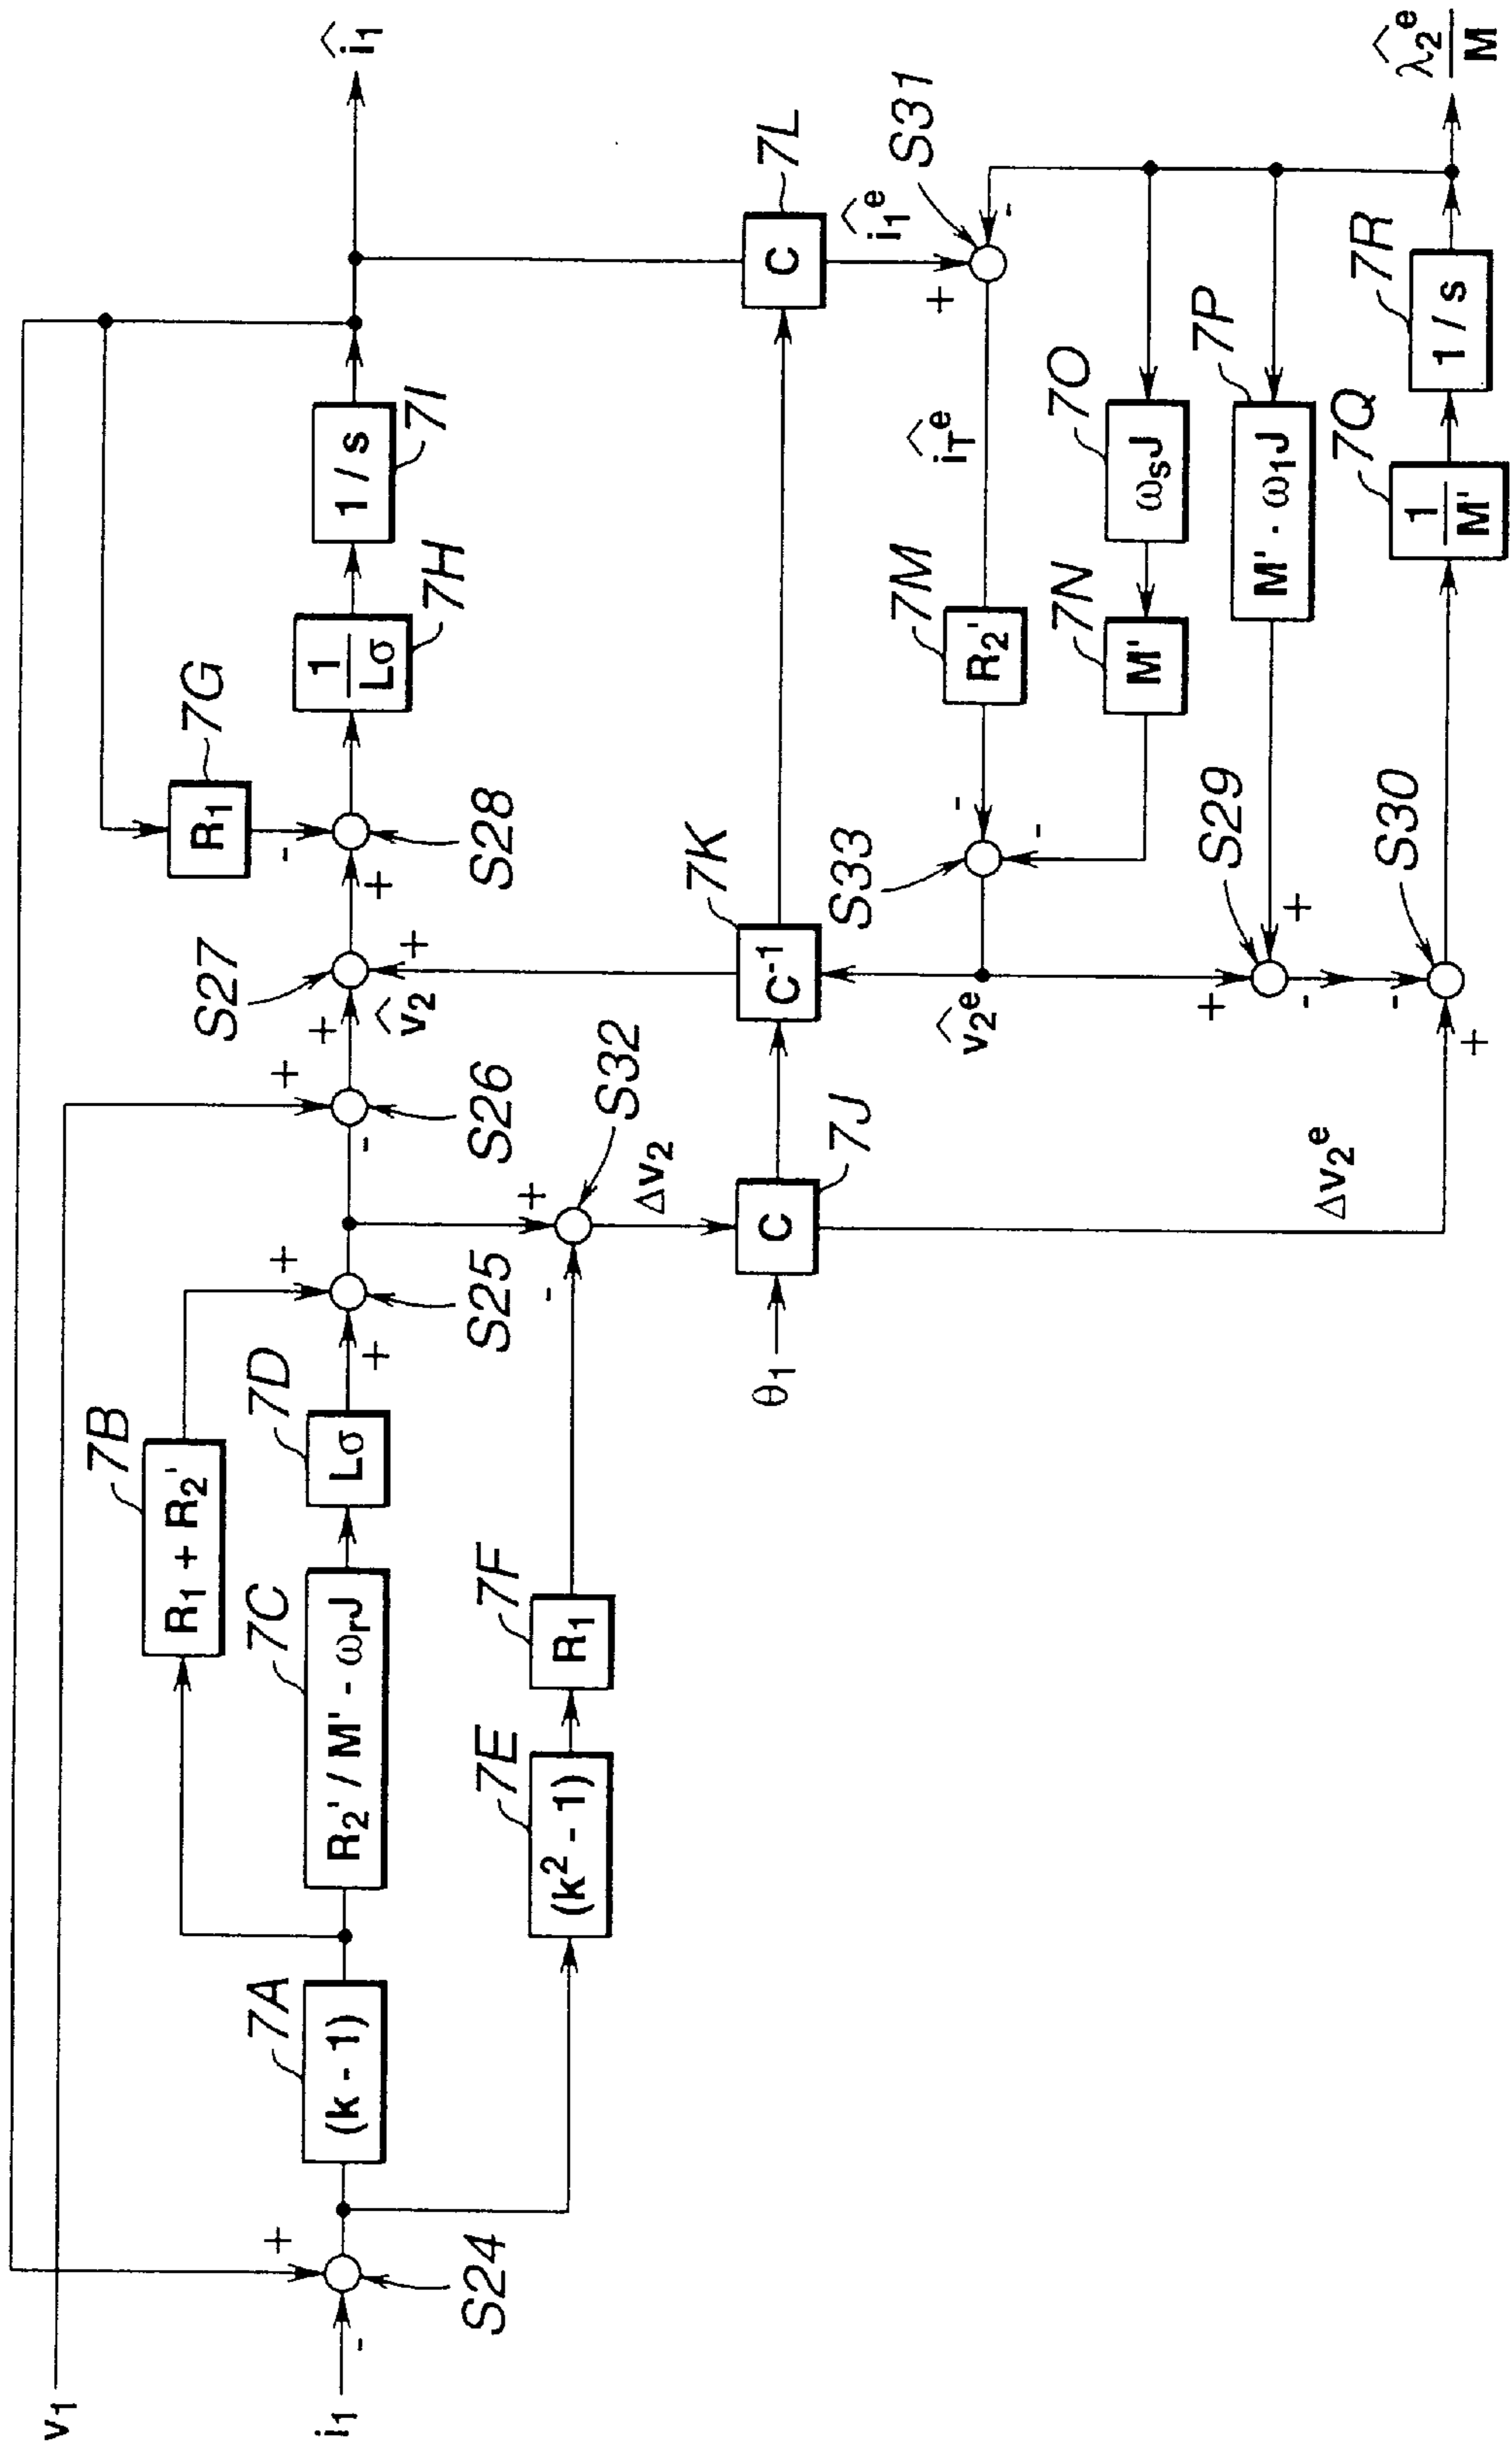 v₁
i₁
-
+
S24
7A
(k - 1)
7B
R₁ + R₂'
7C
R₂' / M' - ωᵣJ
7D
Lσ
7E
(k² - 1)
7F
R₁
+
+
S25
+
-
S26
+
-
S32
Δv₂
θ₁
C
7J
Δv₂ᵉ
S27
+
+
v̂₂
7K
C⁻¹
v̂₂ᵉ
7G
R₁
-
+
S28
1
Lσ
7H
1 / s
7I
î₁
7L
C
î₁ᵉ
S31
+
-
îTᵉ
7M
R₂'
-
-
S33
7O
ωₛJ
7N
M'
7P
M' · ω₁J
S29
+
+
-
S30
-
+
7Q
1
M'
7R
1 / s
λ̂₂ᵉ
M